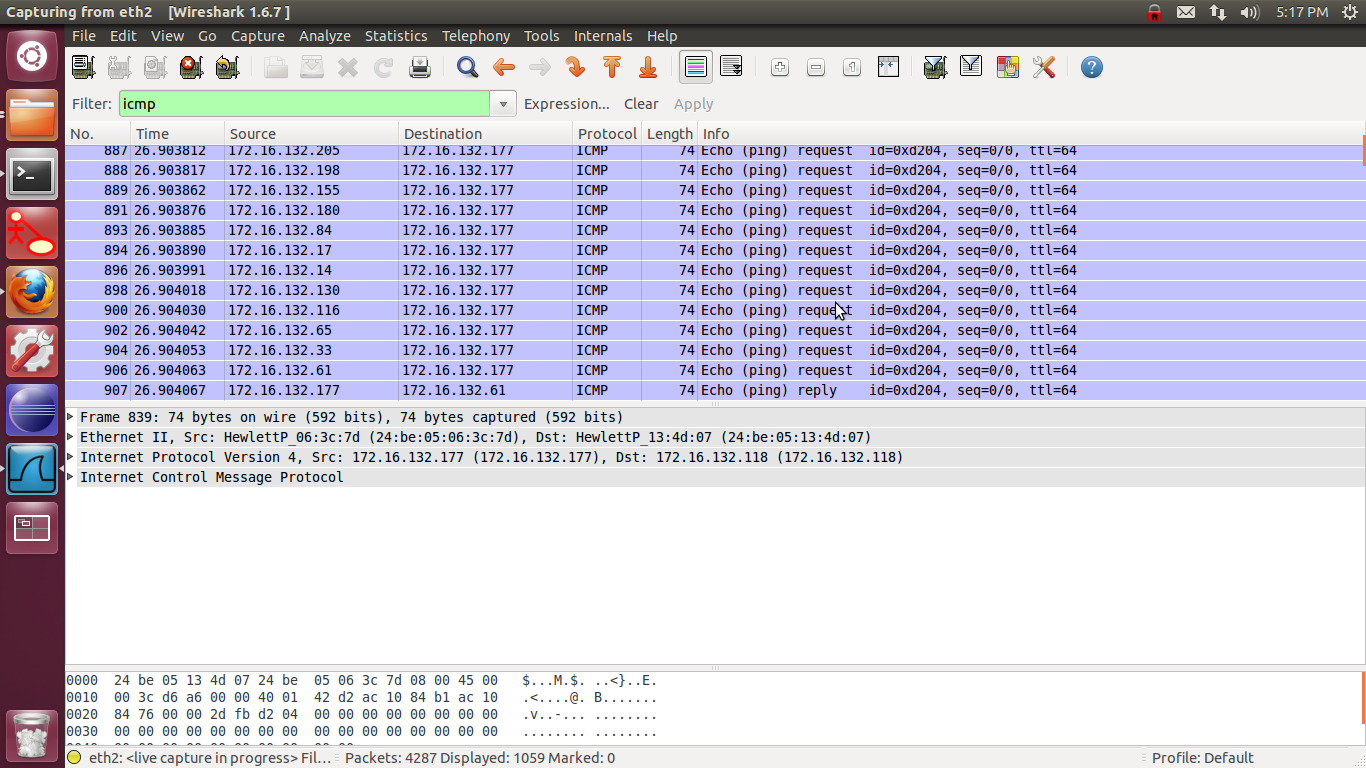 Capturing from eth2 [Wireshark 1.6.7 ] 5:17 PM
File Edit View Go Capture Analyze Statistics Telephony Tools Internals Help
Filter: icmp Expression... Clear Apply
No. Time Source Destination Protocol Length Info
887 26.903812 172.16.132.205 172.16.132.177 ICMP 74 Echo (ping) request id=0xd204, seq=0/0, ttl=64
888 26.903817 172.16.132.198 172.16.132.177 ICMP 74 Echo (ping) request id=0xd204, seq=0/0, ttl=64
889 26.903862 172.16.132.155 172.16.132.177 ICMP 74 Echo (ping) request id=0xd204, seq=0/0, ttl=64
891 26.903876 172.16.132.180 172.16.132.177 ICMP 74 Echo (ping) request id=0xd204, seq=0/0, ttl=64
893 26.903885 172.16.132.84 172.16.132.177 ICMP 74 Echo (ping) request id=0xd204, seq=0/0, ttl=64
894 26.903890 172.16.132.17 172.16.132.177 ICMP 74 Echo (ping) request id=0xd204, seq=0/0, ttl=64
896 26.903991 172.16.132.14 172.16.132.177 ICMP 74 Echo (ping) request id=0xd204, seq=0/0, ttl=64
898 26.904018 172.16.132.130 172.16.132.177 ICMP 74 Echo (ping) request id=0xd204, seq=0/0, ttl=64
900 26.904030 172.16.132.116 172.16.132.177 ICMP 74 Echo (ping) request id=0xd204, seq=0/0, ttl=64
902 26.904042 172.16.132.65 172.16.132.177 ICMP 74 Echo (ping) request id=0xd204, seq=0/0, ttl=64
904 26.904053 172.16.132.33 172.16.132.177 ICMP 74 Echo (ping) request id=0xd204, seq=0/0, ttl=64
906 26.904063 172.16.132.61 172.16.132.177 ICMP 74 Echo (ping) request id=0xd204, seq=0/0, ttl=64
907 26.904067 172.16.132.177 172.16.132.61 ICMP 74 Echo (ping) reply id=0xd204, seq=0/0, ttl=64
Frame 839: 74 bytes on wire (592 bits), 74 bytes captured (592 bits)
Ethernet II, Src: HewlettP_06:3c:7d (24:be:05:06:3c:7d), Dst: HewlettP_13:4d:07 (24:be:05:13:4d:07)
Internet Protocol Version 4, Src: 172.16.132.177 (172.16.132.177), Dst: 172.16.132.118 (172.16.132.118)
Internet Control Message Protocol
0000 24 be 05 13 4d 07 24 be 05 06 3c 7d 08 00 45 00 $...M.$. ..<}..E.
0010 00 3c d6 a6 00 00 40 01 42 d2 ac 10 84 b1 ac 10 .<....@. B.......
0020 84 76 00 00 2d fb d2 04 00 00 00 00 00 00 00 00 .v..-... ........
0030 00 00 00 00 00 00 00 00 00 00 00 00 00 00 00 00 ........ ........
eth2: <live capture in progress> Fil... Packets: 4287 Displayed: 1059 Marked: 0 Profile: Default